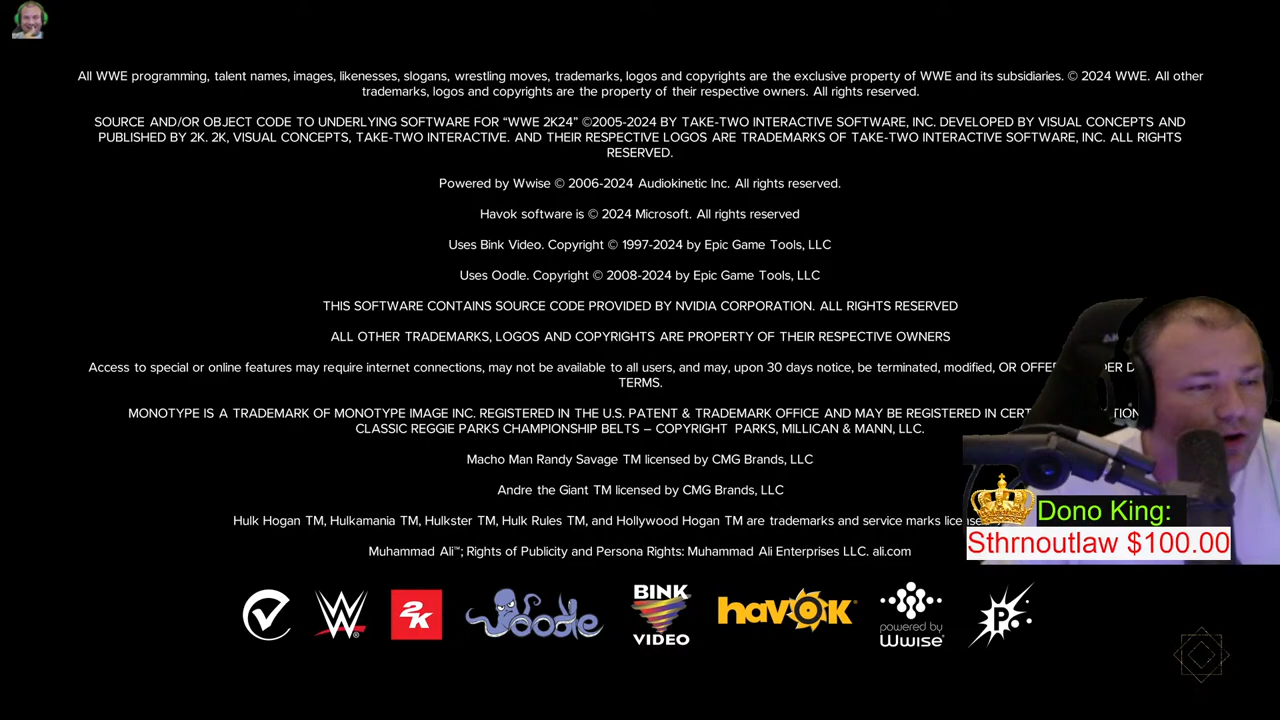 All WWE programming, talent names, images, likenesses, slogans, wrestling moves, trademarks, logos and copyrights are the exclusive property of WWE and its subsidiaries. © 2024 WWE. All other
trademarks, logos and copyrights are the property of their respective owners. All rights reserved.
SOURCE AND/OR OBJECT CODE TO UNDERLYING SOFTWARE FOR “WWE 2K24” ©2005-2024 BY TAKE-TWO INTERACTIVE SOFTWARE, INC. DEVELOPED BY VISUAL CONCEPTS AND
PUBLISHED BY 2K. 2K, VISUAL CONCEPTS, TAKE-TWO INTERACTIVE. AND THEIR RESPECTIVE LOGOS ARE TRADEMARKS OF TAKE-TWO INTERACTIVE SOFTWARE, INC. ALL RIGHTS
RESERVED.
Powered by Wwise © 2006-2024 Audiokinetic Inc. All rights reserved.
Havok software is © 2024 Microsoft. All rights reserved
Uses Bink Video. Copyright © 1997-2024 by Epic Game Tools, LLC
Uses Oodle. Copyright © 2008-2024 by Epic Game Tools, LLC
THIS SOFTWARE CONTAINS SOURCE CODE PROVIDED BY NVIDIA CORPORATION. ALL RIGHTS RESERVED
ALL OTHER TRADEMARKS, LOGOS AND COPYRIGHTS ARE PROPERTY OF THEIR RESPECTIVE OWNERS
Access to special or online features may require internet connections, may not be available to all users, and may, upon 30 days notice, be terminated, modified, OR
TERMS.
MONOTYPE IS A TRADEMARK OF MONOTYPE IMAGE INC. REGISTERED IN THE U.S. PATENT & TRADEMARK OFFICE AND MAY BE REGISTERED IN
CLASSIC REGGIE PARKS CHAMPIONSHIP BELTS – COPYRIGHT PARKS, MILLICAN & MANN, LLC.
Macho Man Randy Savage TM licensed by CMG Brands, LLC
Andre the Giant TM licensed by CMG Brands, LLC
Hulk Hogan TM, Hulkamania TM, Hulkster TM, Hulk Rules TM, and Hollywood Hogan TM are trademarks and service marks
Dono King:
Sthrnoutlaw $100.00
Muhammad Ali™; Rights of Publicity and Persona Rights: Muhammad Ali Enterprises LLC. ali.com
W 2K oodle BINK VIDEO havok® powered by Wwise P